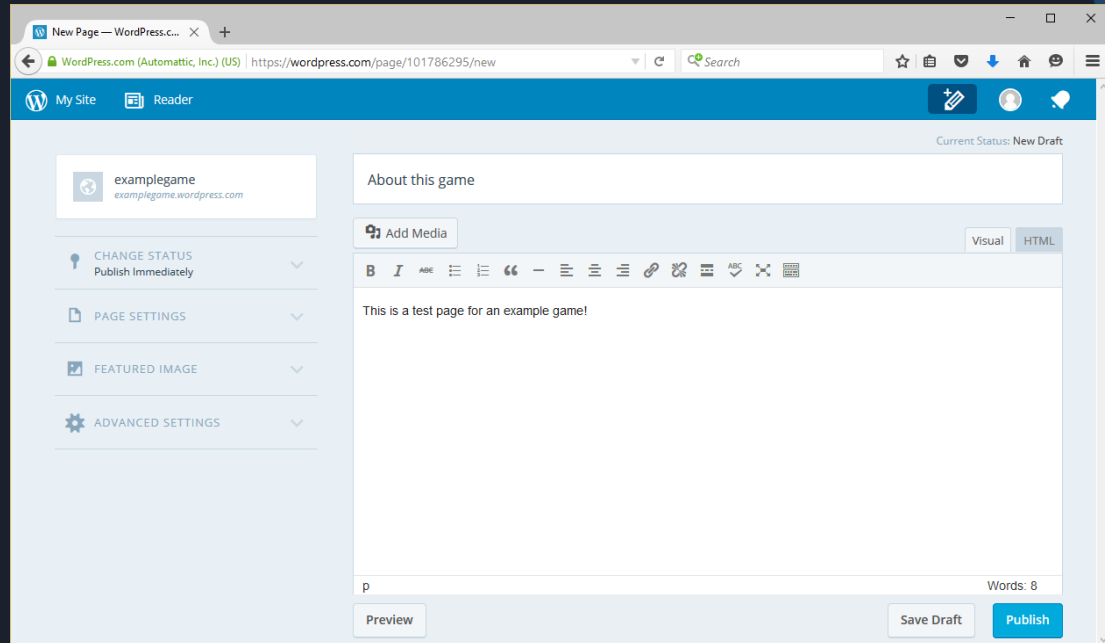 New Page — WordPress.c...
WordPress.com (Automattic, Inc.) (US) https://wordpress.com/page/101786295/new Search
My Site Reader
Current Status: New Draft
examplegame
examplegame.wordpress.com
CHANGE STATUS
Publish Immediately
PAGE SETTINGS
FEATURED IMAGE
ADVANCED SETTINGS
About this game
Add Media
Visual HTML
B I ABC ABC
This is a test page for an example game!
p Words: 8
Preview Save Draft Publish